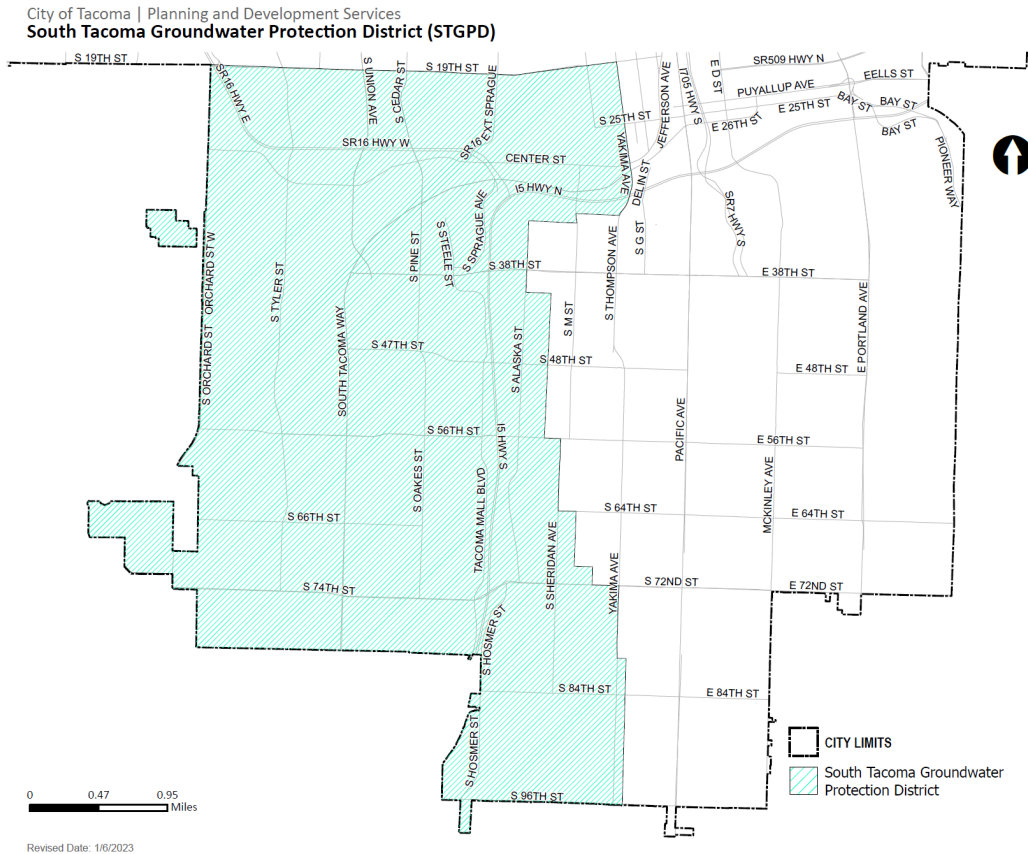 City of Tacoma | Planning and Development Services
South Tacoma Groundwater Protection District (STGPD)
S 19TH ST
S 19TH ST
SR16 HWY E
S UNION AVE
S CEDAR ST
SR16 EXT SPRAGUE
JEFFERSON AVE
I705 HWY S
E D ST
SR509 HWY N
EELLS ST
PUYALLUP AVE
BAY ST
BAY ST
BAY ST
E 25TH ST
S 25TH ST
E 26TH ST
PIONEER WAY
SR16 HWY W
CENTER ST
YAKIMA AVE
DELIN ST
I5 HWY N
SR7 HWY S
S ORCHARD ST
ORCHARD ST W
S TYLER ST
S PINE ST
S STEELE ST
S SPRAGUE AVE
S G ST
S 38TH ST
E 38TH ST
S THOMPSON AVE
S M ST
SOUTH TACOMA WAY
S 47TH ST
S ALASKA ST
S 48TH ST
E 48TH ST
E PORTLAND AVE
PACIFIC AVE
S 56TH ST
I5 HWY S
E 56TH ST
S OAKES ST
TACOMA MALL BLVD
MCKINLEY AVE
S 66TH ST
S 64TH ST
E 64TH ST
S SHERIDAN AVE
YAKIMA AVE
S 74TH ST
S 72ND ST
E 72ND ST
S HOSMER ST
S 84TH ST
E 84TH ST
S HOSMER ST
S 96TH ST
CITY LIMITS
South Tacoma Groundwater
Protection District
0 0.47 0.95
Miles
Revised Date: 1/6/2023